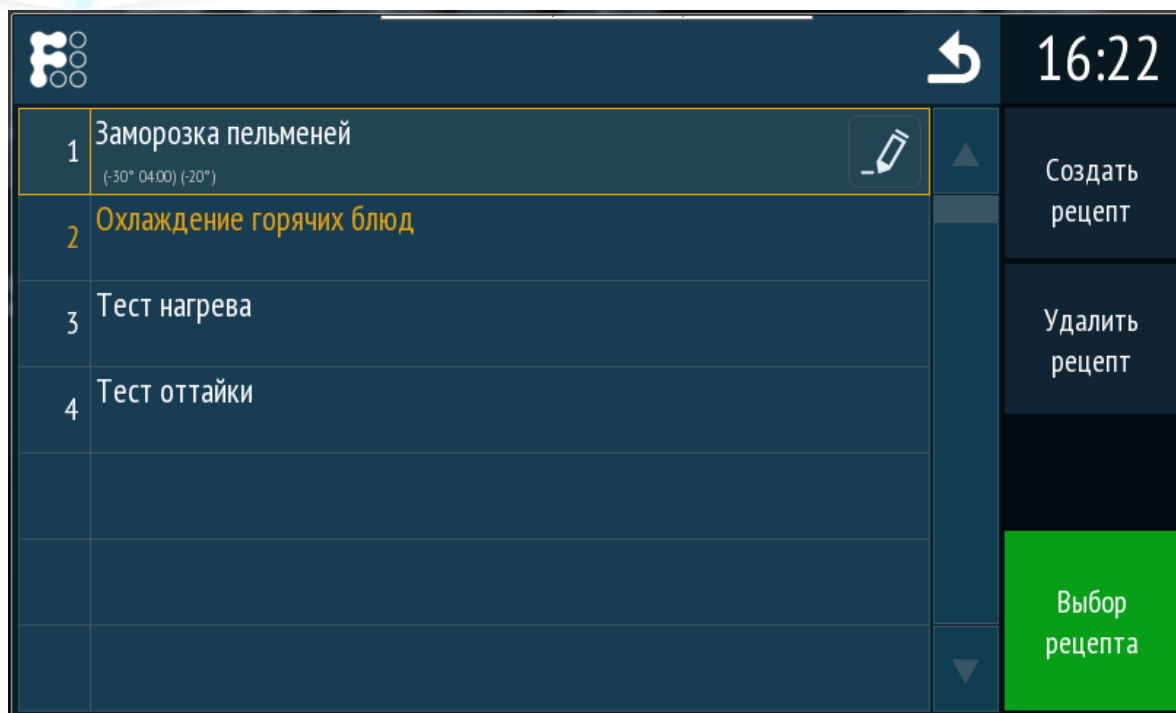 16:22
1 Заморозка пельменей
(-30° 04:00) (-20°)
2 Охлаждение горячих блюд
3 Тест нагрева
4 Тест оттайки
Создать
рецепт
Удалить
рецепт
Выбор
рецепта